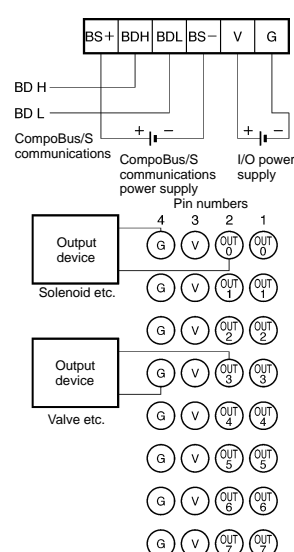 BS+ BDH BDL BS− V G
BD H
BD L
CompoBus/S
communications
+ −
CompoBus/S
communications
power supply
+ −
I/O power
supply
Pin numbers
4 3 2 1
Output
device
Solenoid etc.
G V OUT 0 OUT 0
G V OUT 1 OUT 1
G V OUT 2 OUT 2
Output
device
Valve etc.
G V OUT 3 OUT 3
G V OUT 4 OUT 4
G V OUT 5 OUT 5
G V OUT 6 OUT 6
G V OUT 7 OUT 7